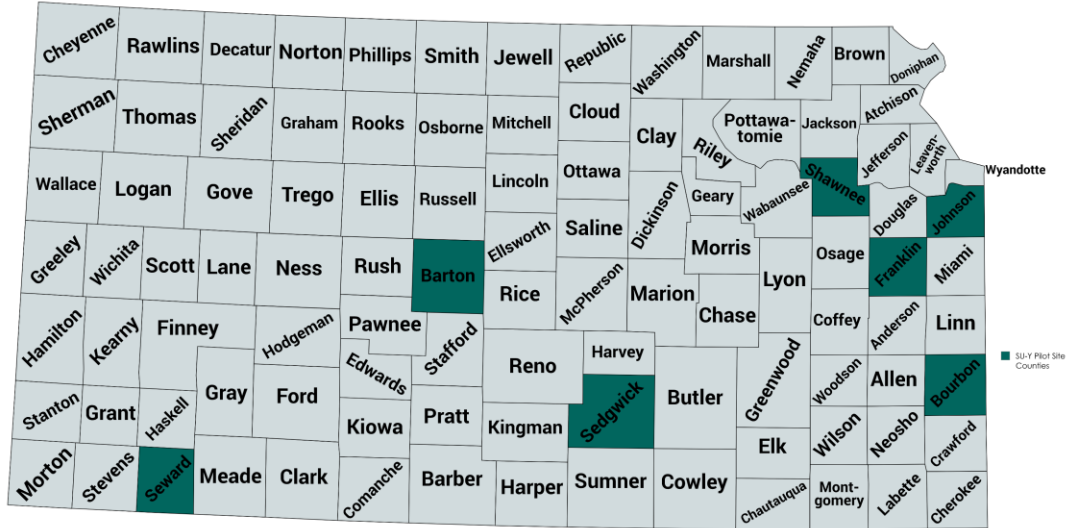 Cheyenne
Rawlins
Decatur
Norton
Phillips
Smith
Jewell
Republic
Washington
Marshall
Nemaha
Brown
Doniphan
Sherman
Thomas
Sheridan
Graham
Rooks
Osborne
Mitchell
Cloud
Clay
Riley
Pottawa-
tomie
Jackson
Atchison
Jefferson
Leaven-
worth
Wyandotte
Wallace
Logan
Gove
Trego
Ellis
Russell
Lincoln
Ottawa
Dickinson
Geary
Wabaunsee
Shawnee
Douglas
Johnson
Greeley
Wichita
Scott
Lane
Ness
Rush
Barton
Ellsworth
Saline
Morris
Lyon
Osage
Franklin
Miami
Hamilton
Kearny
Finney
Hodgeman
Pawnee
Stafford
Rice
McPherson
Marion
Chase
Coffey
Anderson
Linn
Edwards
Reno
Harvey
Greenwood
Woodson
Allen
Bourbon
SU-Y Pilot Site
Counties
Stanton
Grant
Haskell
Gray
Ford
Kiowa
Pratt
Kingman
Sedgwick
Butler
Elk
Wilson
Neosho
Crawford
Morton
Stevens
Seward
Meade
Clark
Comanche
Barber
Harper
Sumner
Cowley
Chautauqua
Mont-
gomery
Labette
Cherokee